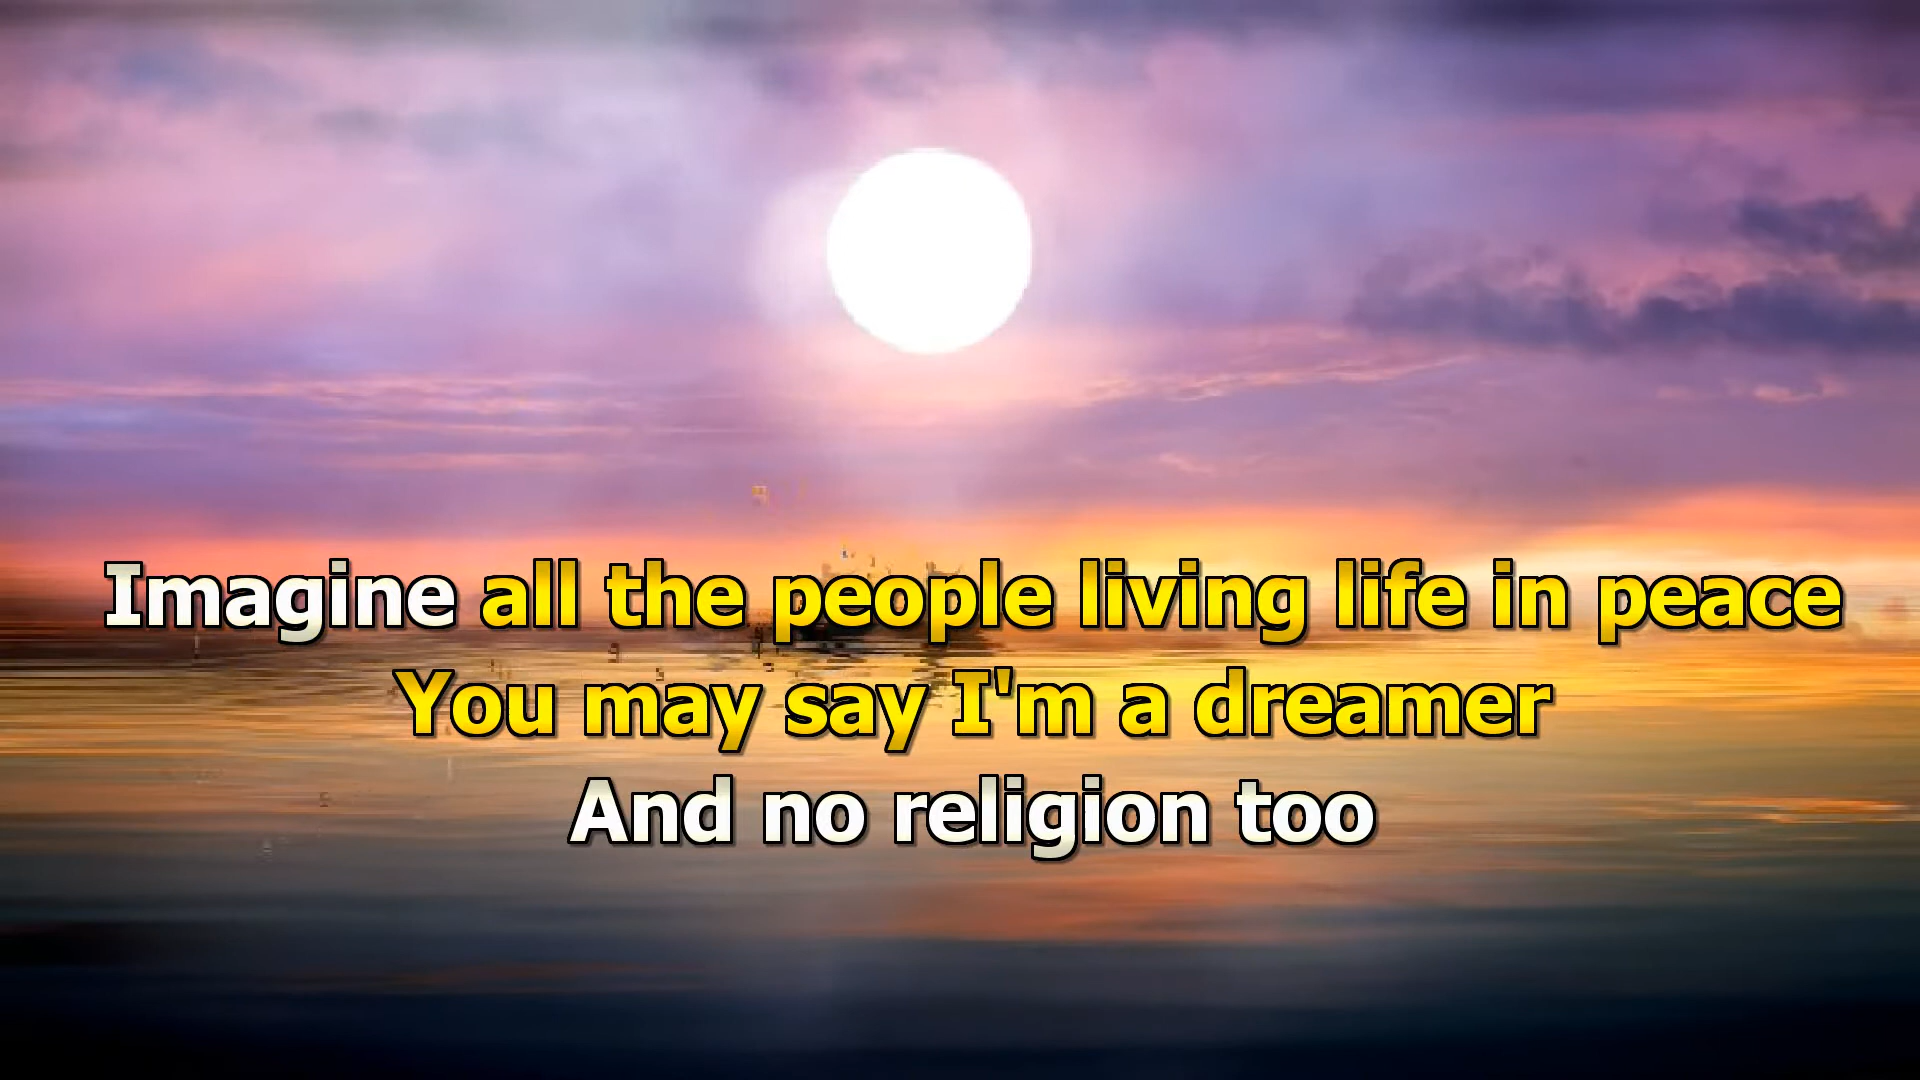 Imagine all the people living life in peace
You may say I'm a dreamer
And no religion too